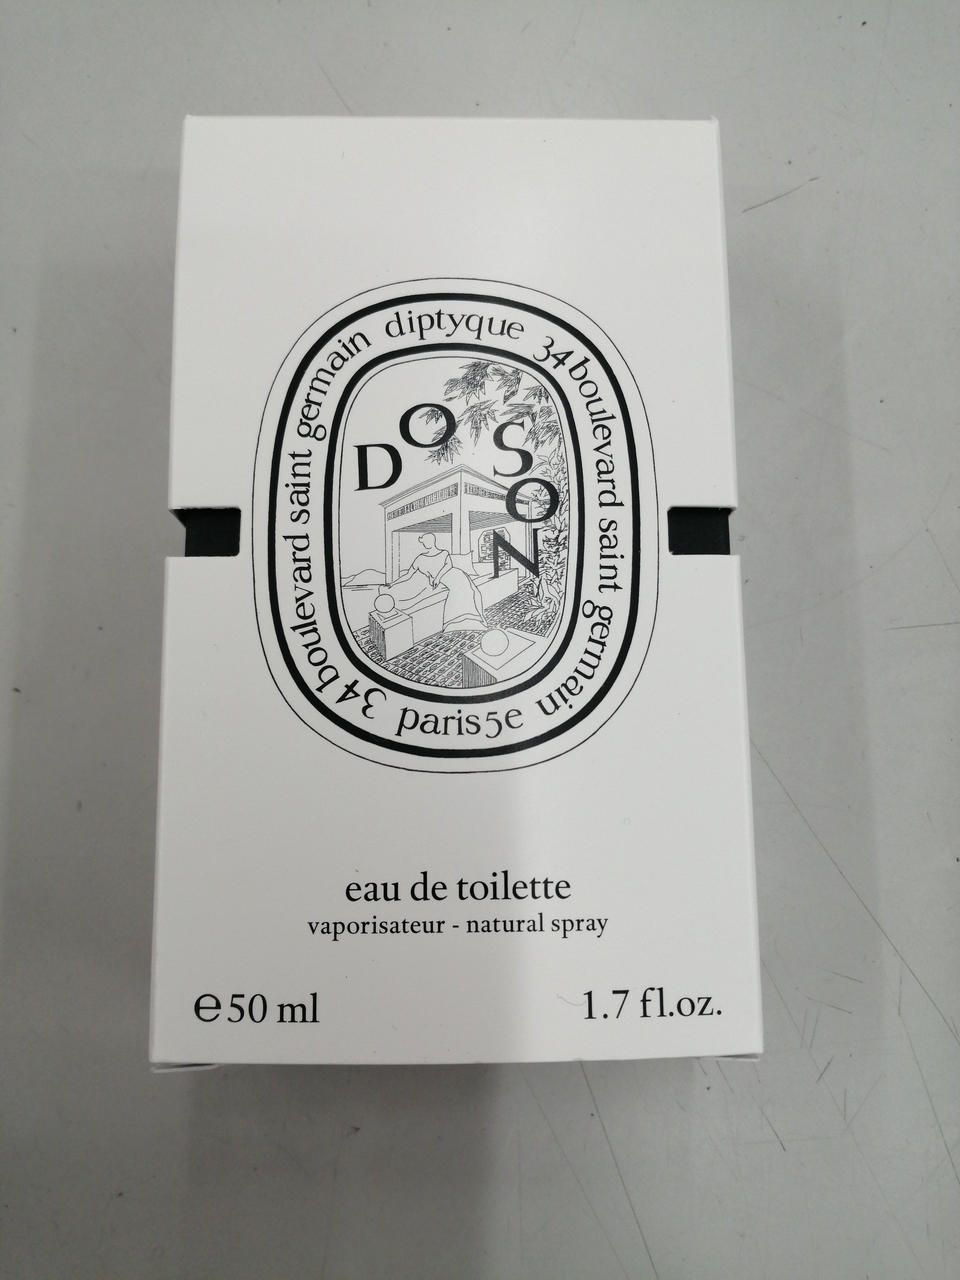 diptyque 34 boulevard saint germain paris 5e 34 boulevard saint germain
DO SON
eau de toilette
vaporisateur - natural spray
℮50 ml 1.7 fl.oz.